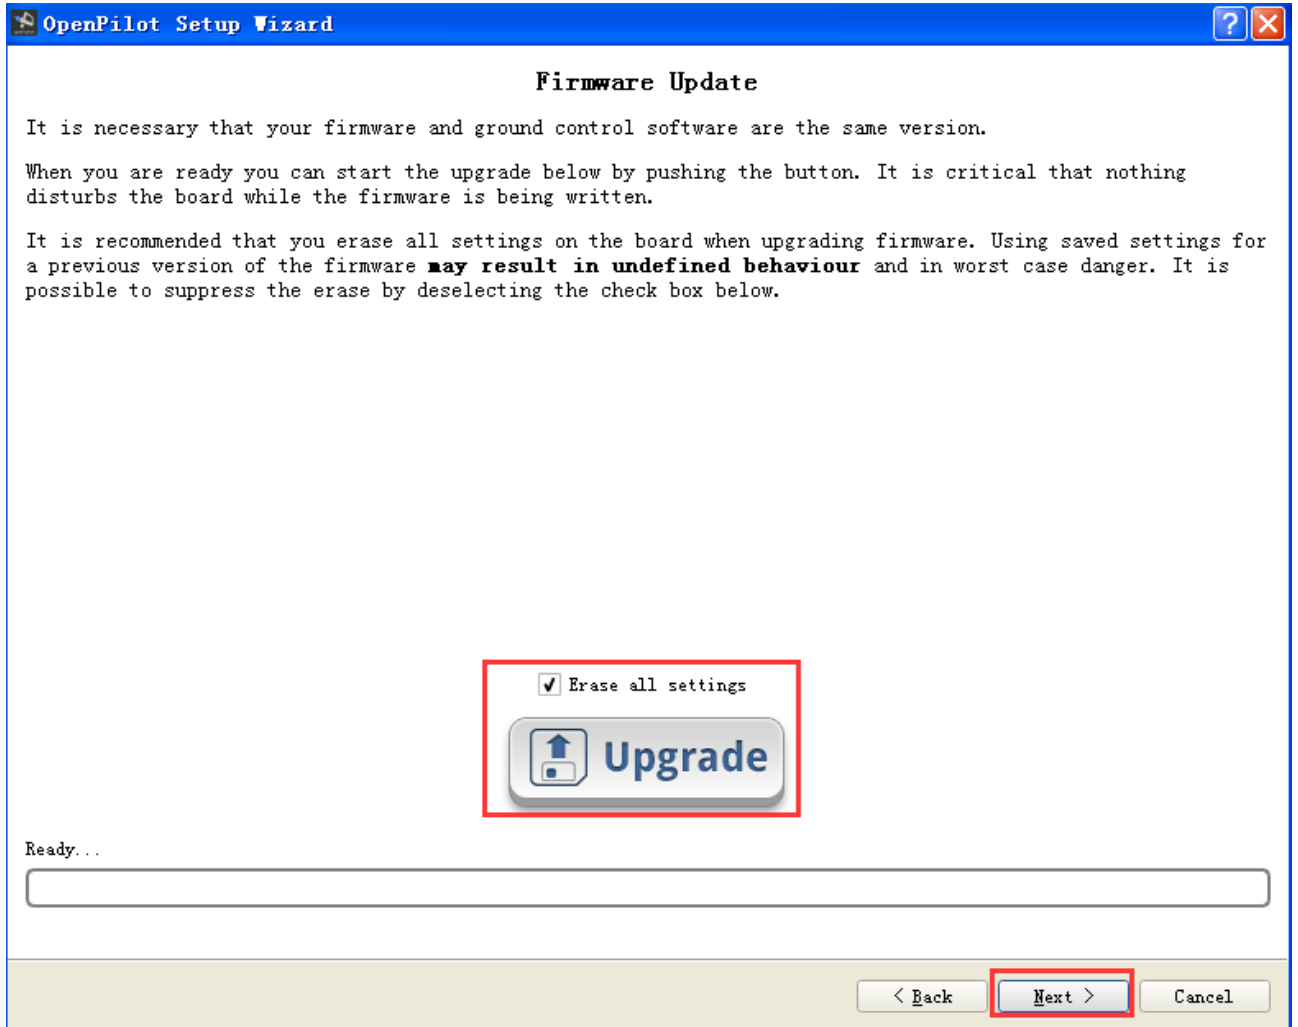 OpenPilot Setup Wizard
Firmware Update
It is necessary that your firmware and ground control software are the same version.
When you are ready you can start the upgrade below by pushing the button. It is critical that nothing
disturbs the board while the firmware is being written.
It is recommended that you erase all settings on the board when upgrading firmware. Using saved settings for
a previous version of the firmware may result in undefined behaviour and in worst case danger. It is
possible to suppress the erase by deselecting the check box below.
Erase all settings
Upgrade
Ready...
< Back
Next >
Cancel